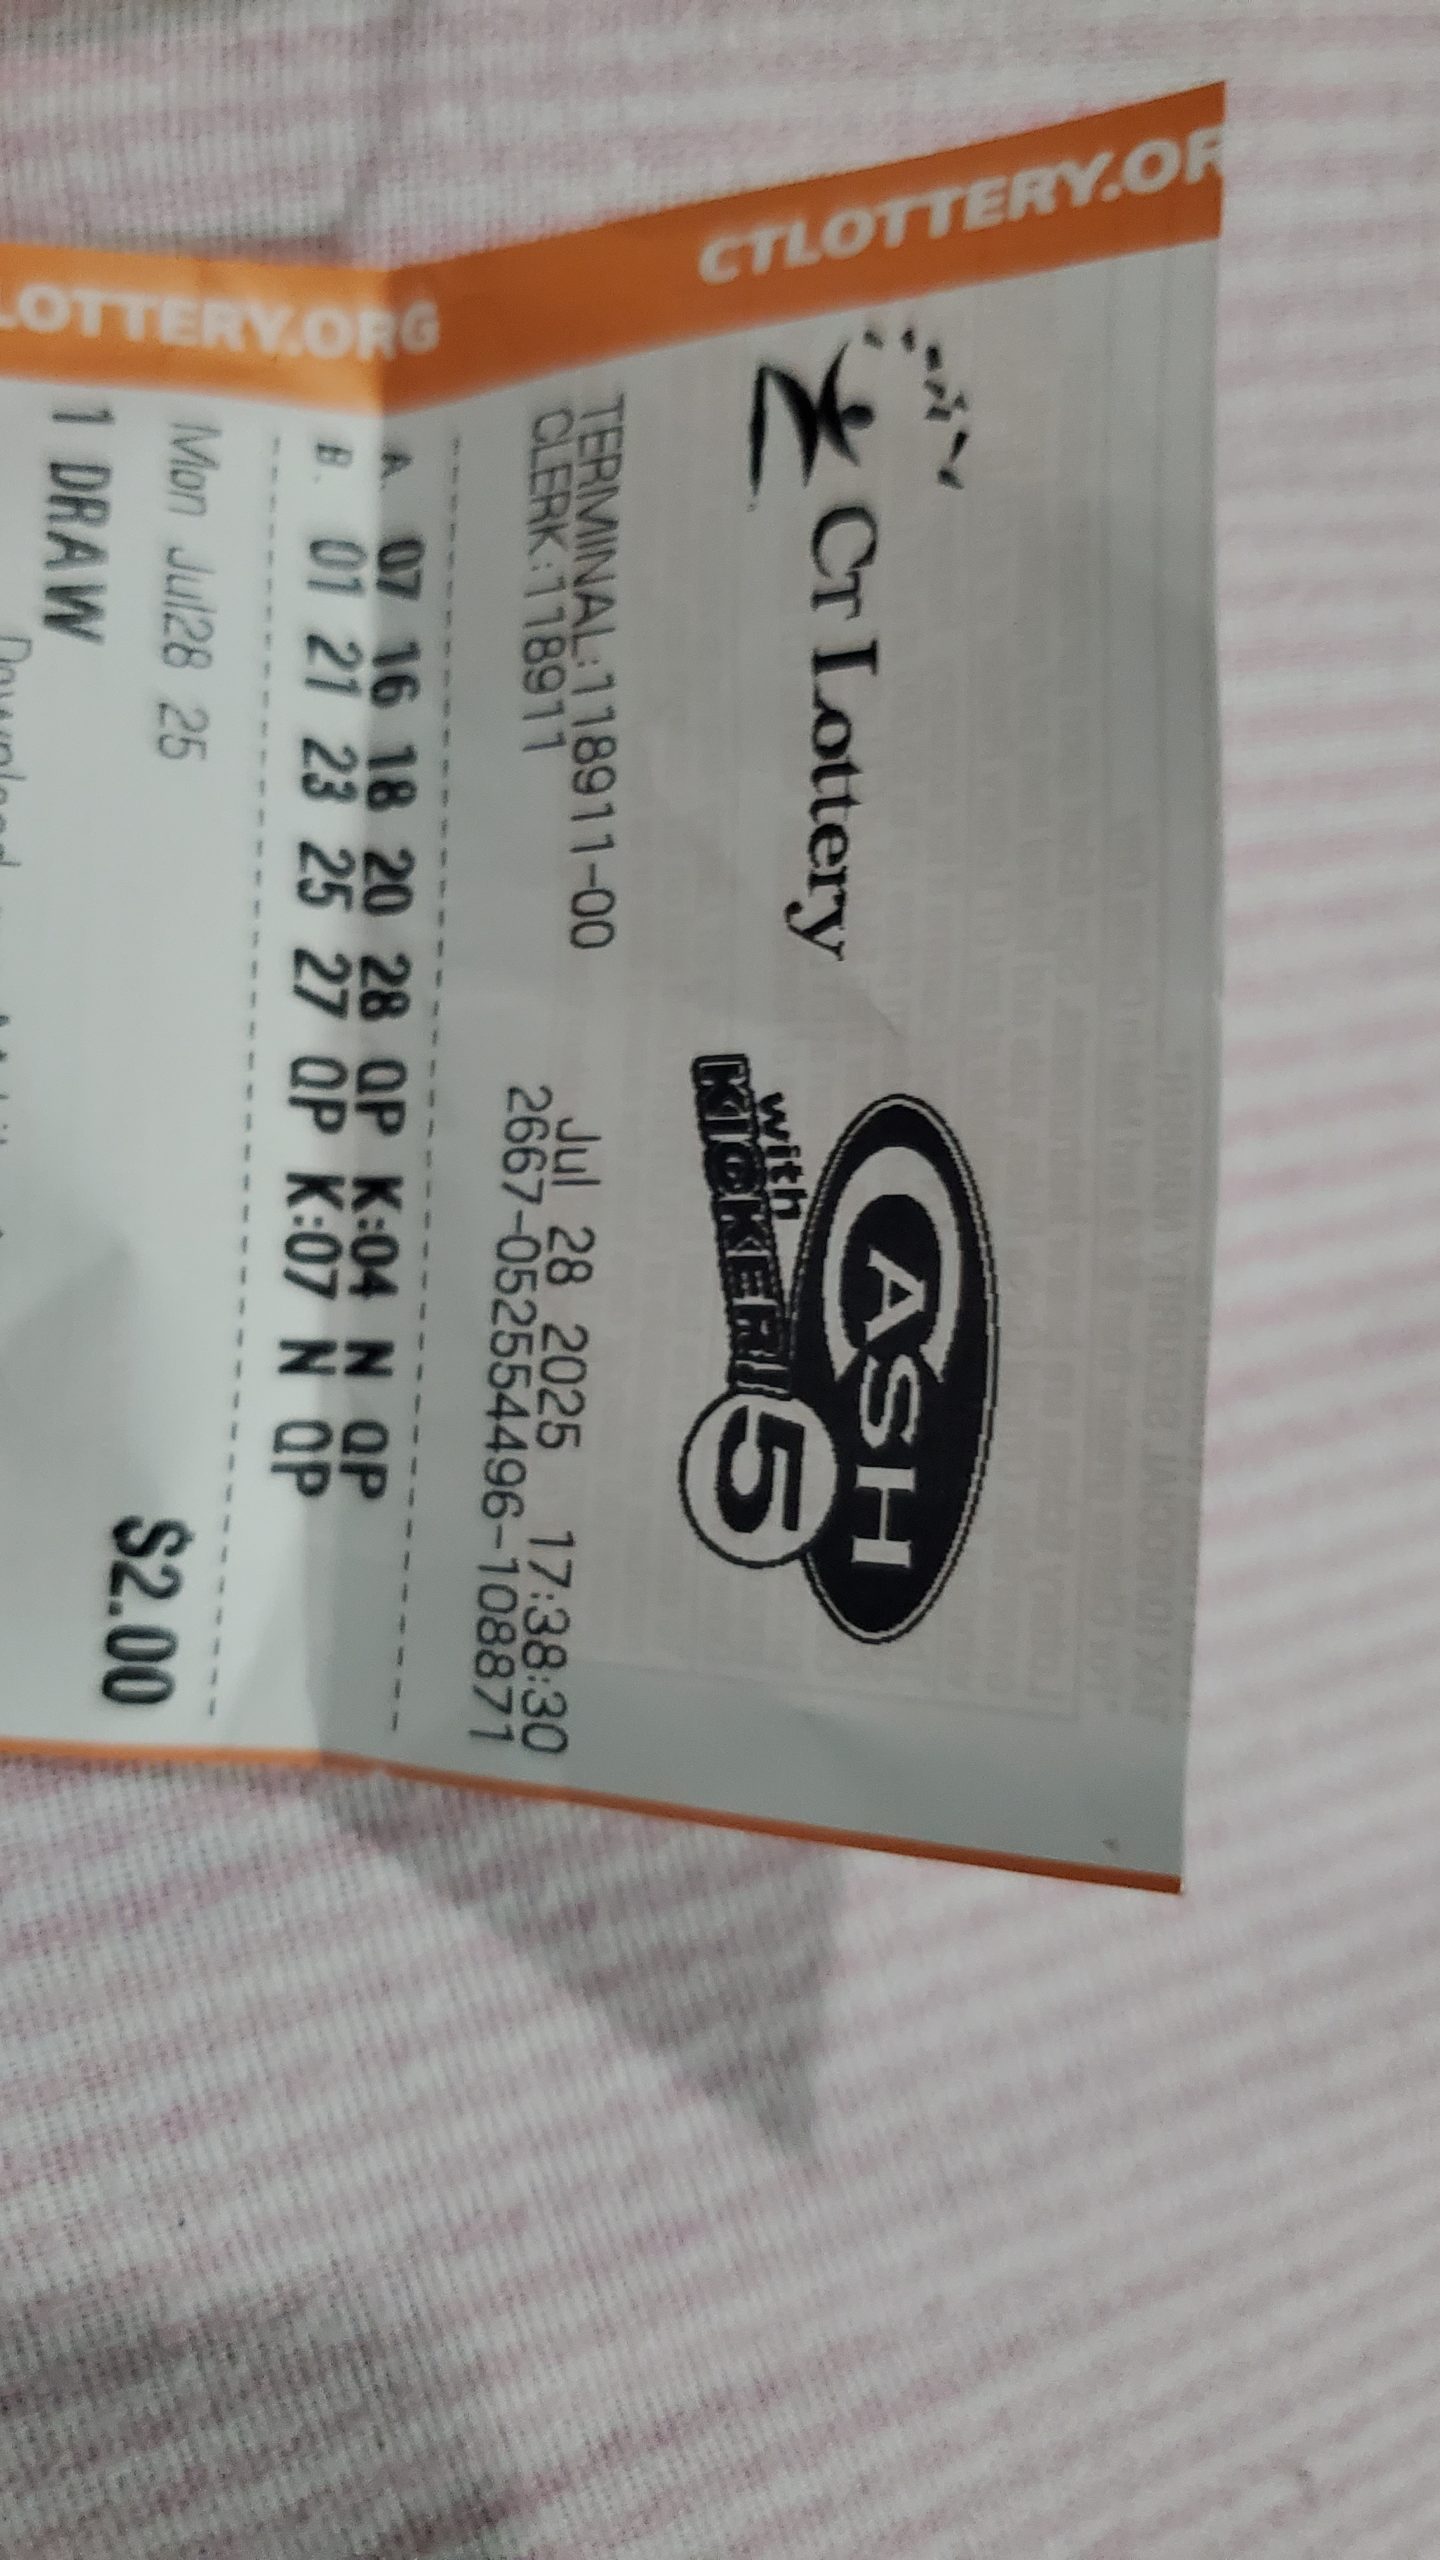 CTLOTTERY.OR
LOTTERY.ORG
CT LOTTERY
CASH
5
with
KICKER!
TERMINAL:118911-00 Jul 28 2025 17:38:30
CLERK:118911 2667-052554496-108871
A. 07 16 18 20 28 QP K:04 N QP
B. 01 21 23 25 27 QP K:07 N QP
Mon Jul28 25
$2.00
1 DRAW